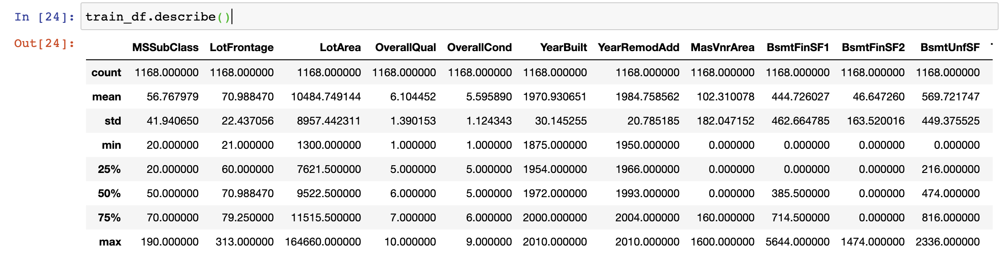 In [24]: train_df.describe()
Out[24]:
MSSubClass LotFrontage LotArea OverallQual OverallCond YearBuilt YearRemodAdd MasVnrArea BsmtFinSF1 BsmtFinSF2 BsmtUnfSF
count 1168.000000 1168.000000 1168.000000 1168.000000 1168.000000 1168.000000 1168.000000 1168.000000 1168.000000 1168.000000 1168.000000
mean 56.767979 70.988470 10484.749144 6.104452 5.595890 1970.930651 1984.758562 102.310078 444.726027 46.647260 569.721747
std 41.940650 22.437056 8957.442311 1.390153 1.124343 30.145255 20.785185 182.047152 462.664785 163.520016 449.375525
min 20.000000 21.000000 1300.000000 1.000000 1.000000 1875.000000 1950.000000 0.000000 0.000000 0.000000 0.000000
25% 20.000000 60.000000 7621.500000 5.000000 5.000000 1954.000000 1966.000000 0.000000 0.000000 0.000000 216.000000
50% 50.000000 70.988470 9522.500000 6.000000 5.000000 1972.000000 1993.000000 0.000000 385.500000 0.000000 474.000000
75% 70.000000 79.250000 11515.500000 7.000000 6.000000 2000.000000 2004.000000 160.000000 714.500000 0.000000 816.000000
max 190.000000 313.000000 164660.000000 10.000000 9.000000 2010.000000 2010.000000 1600.000000 5644.000000 1474.000000 2336.000000